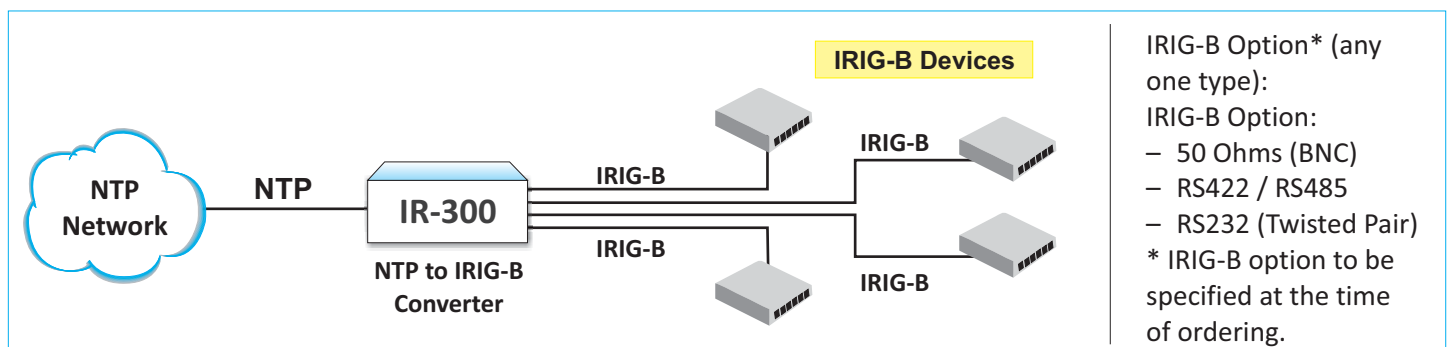 NTP
Network
NTP
IR-300
NTP to IRIG-B
Converter
IRIG-B Devices
IRIG-B
IRIG-B
IRIG-B
IRIG-B
IRIG-B Option* (any
one type):
IRIG-B Option:
– 50 Ohms (BNC)
– RS422 / RS485
– RS232 (Twisted Pair)
* IRIG-B option to be
specified at the time
of ordering.